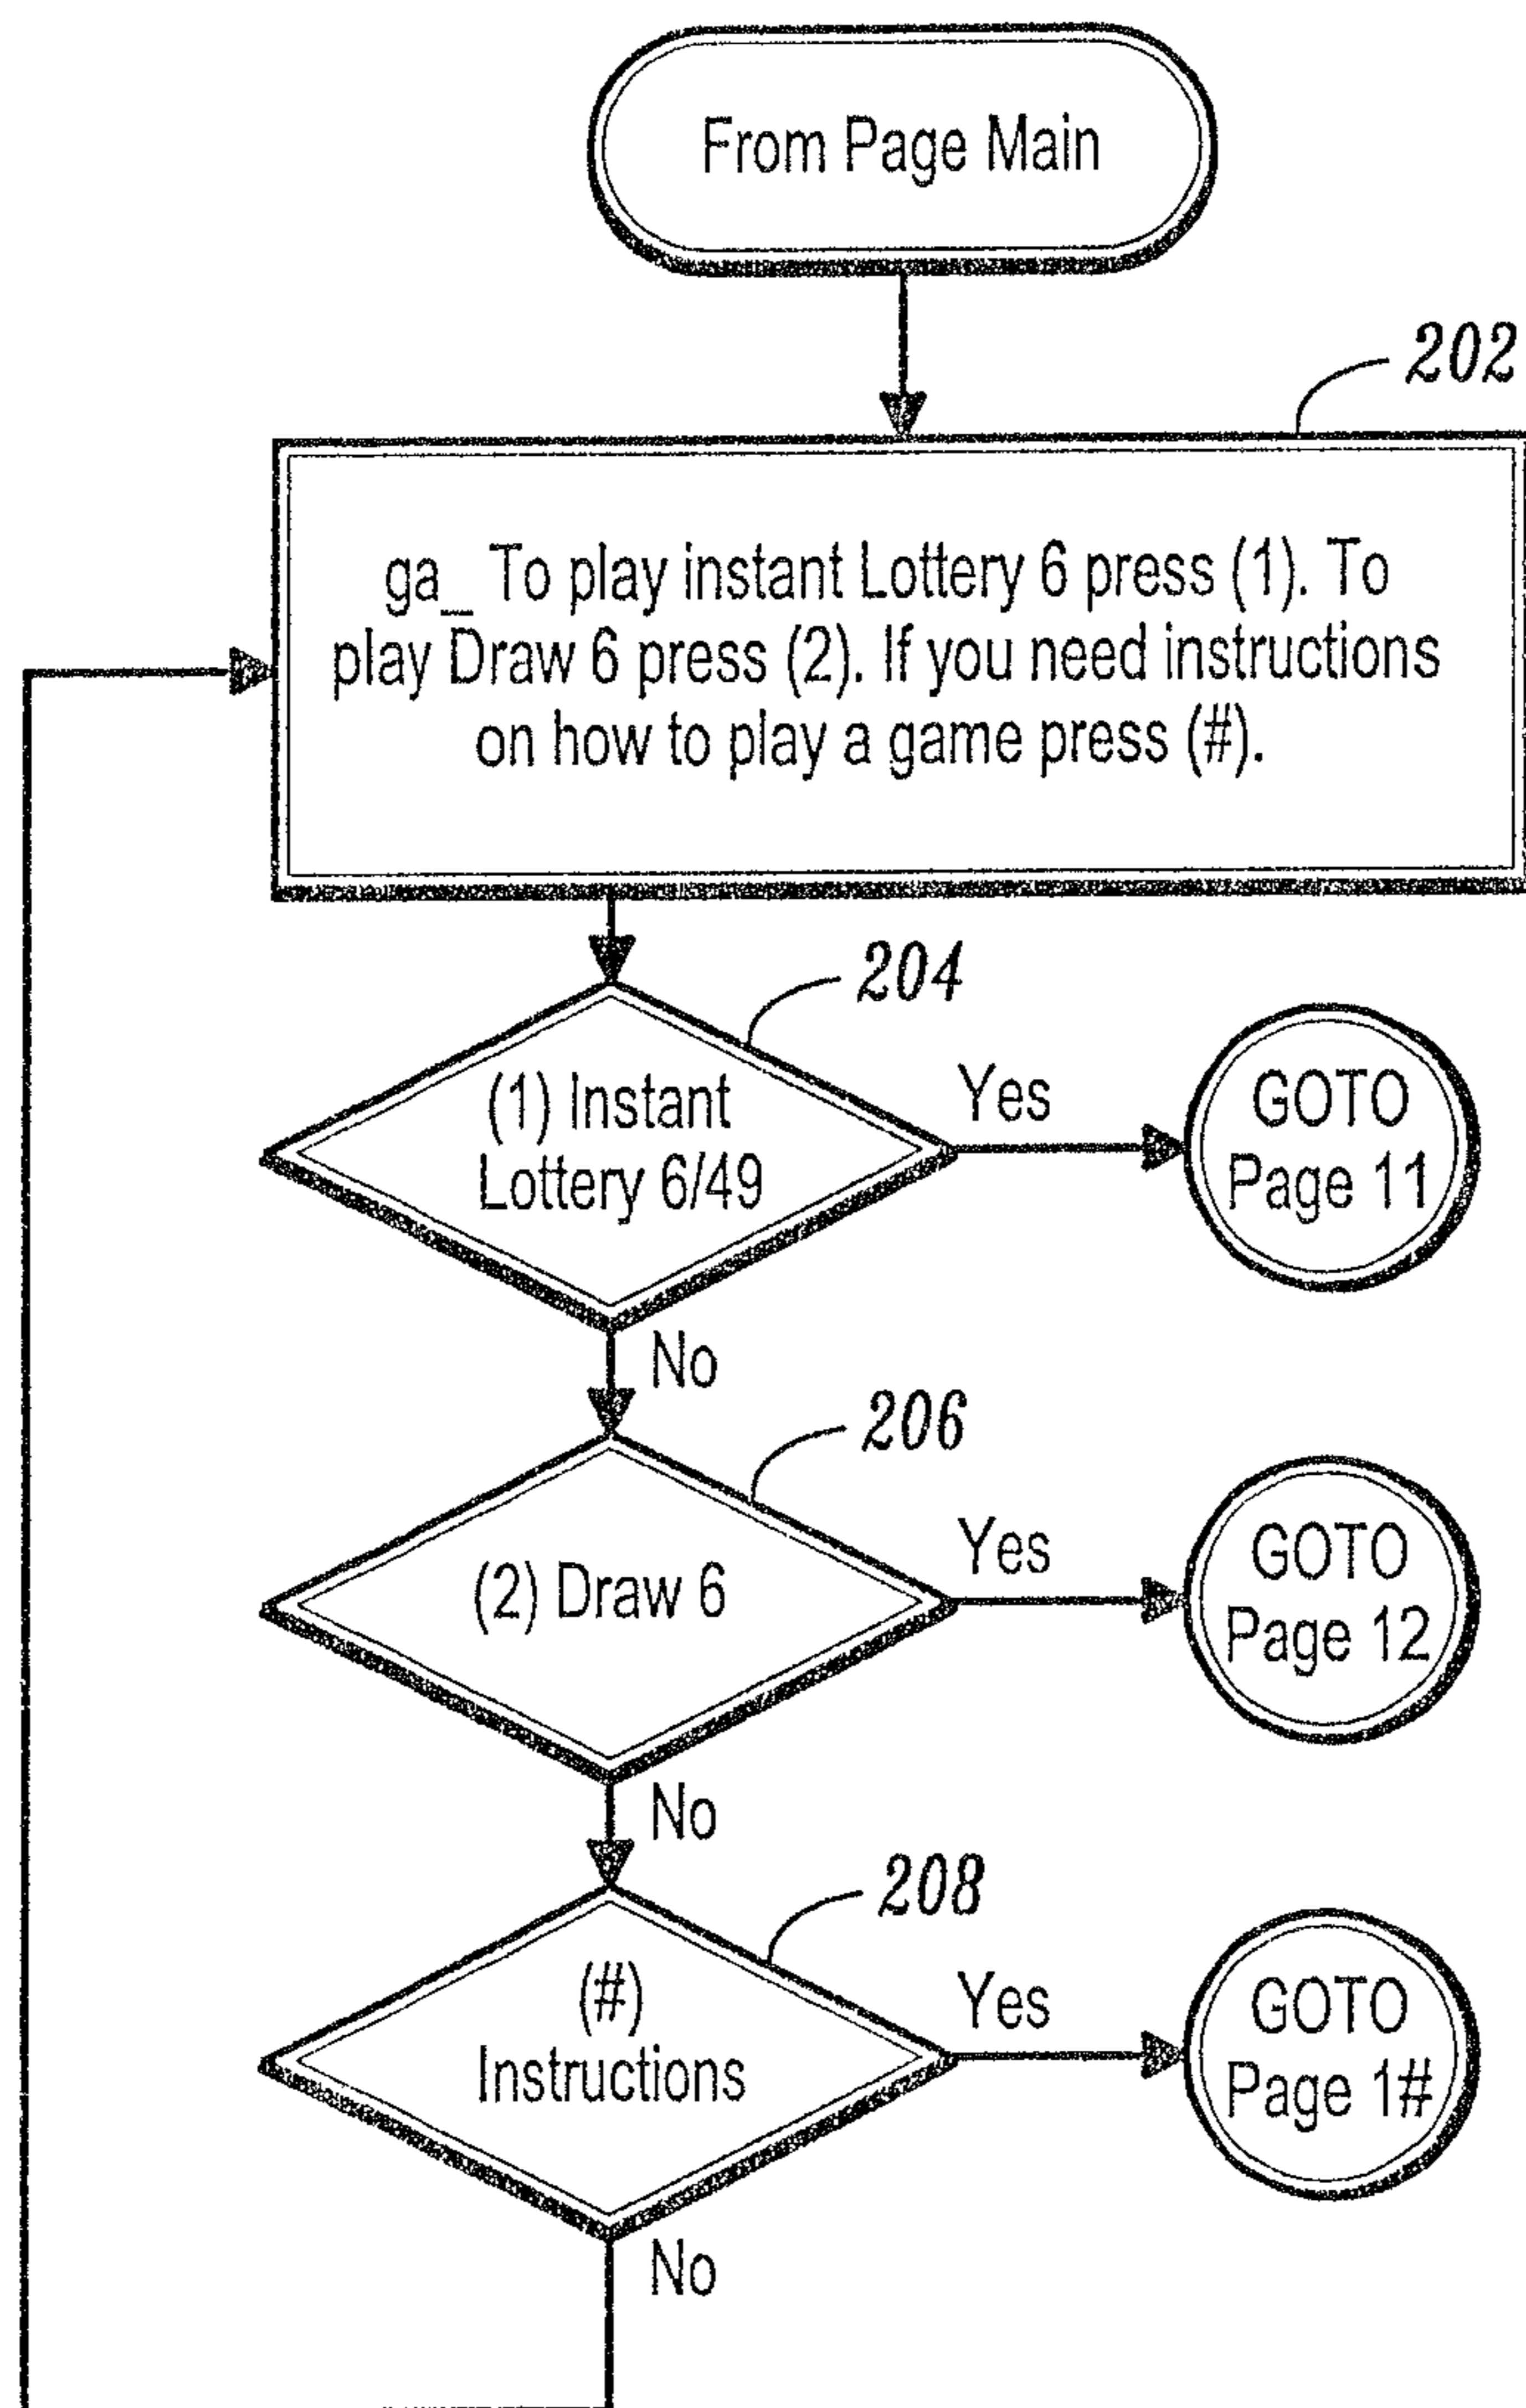 From Page Main
202
ga_ To play instant Lottery 6 press (1). To
play Draw 6 press (2). If you need instructions
on how to play a game press (#).
204
(1) Instant
Lottery 6/49
Yes
GOTO
Page 11
No
206
(2) Draw 6
Yes
GOTO
Page 12
No
208
(#)
Instructions
Yes
GOTO
Page 1#
No